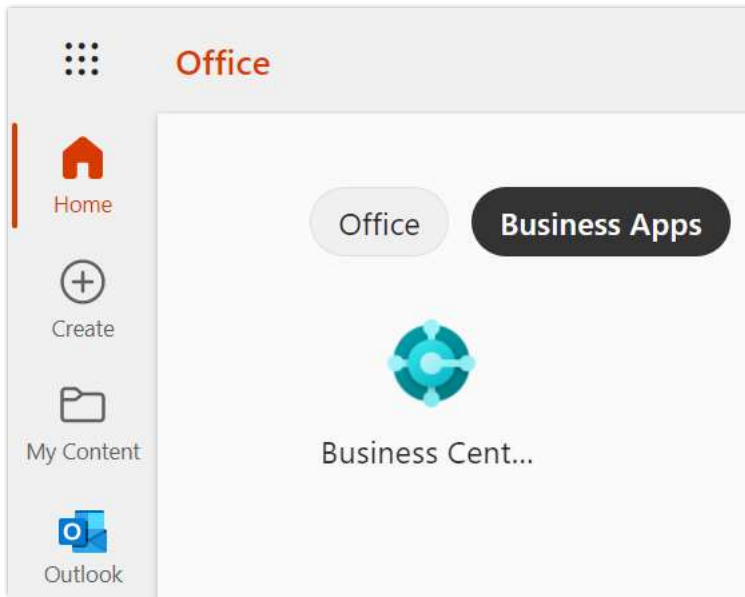 Office
Home
Office
Business Apps
Create
My Content
Business Cent...
Outlook